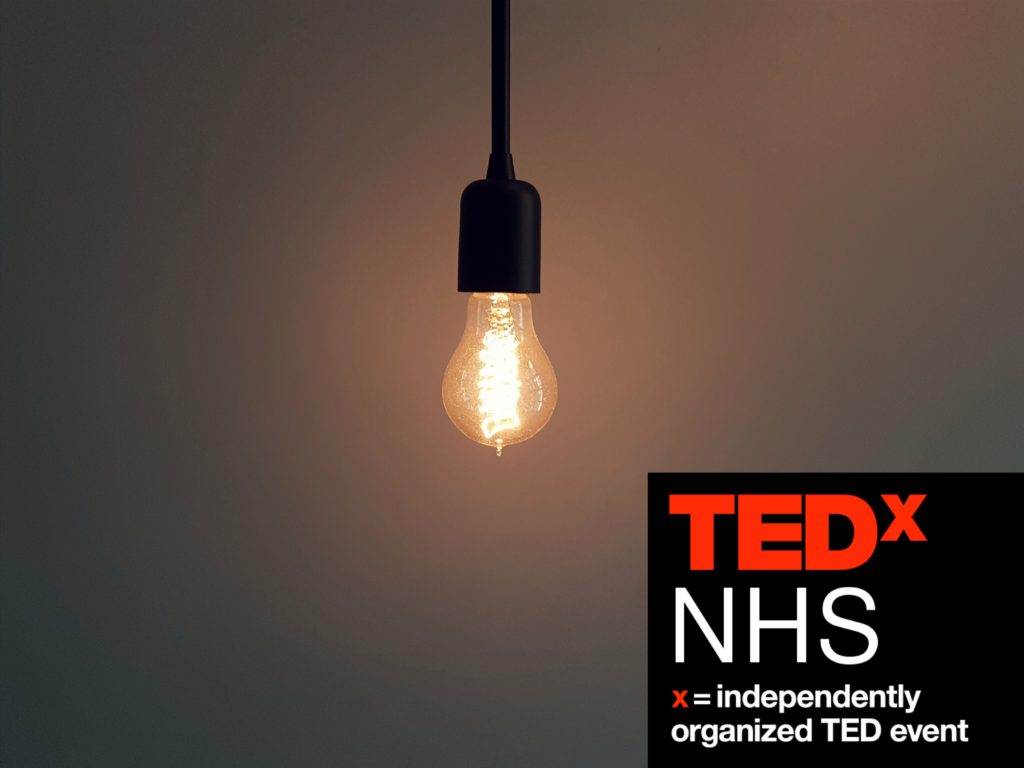 TEDx
NHS
x = independently
organized TED event